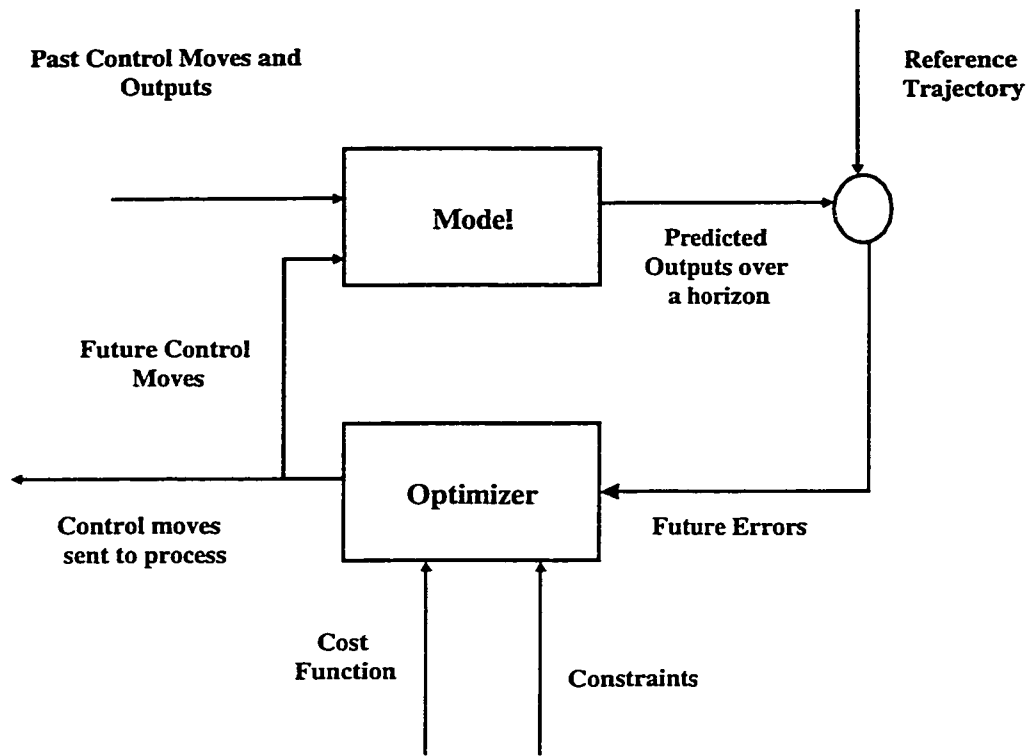 Past Control Moves and
Outputs
Reference
Trajectory
Model
Predicted
Outputs over
a horizon
Future Control
Moves
Optimizer
Control moves
sent to process
Future Errors
Cost
Function
Constraints